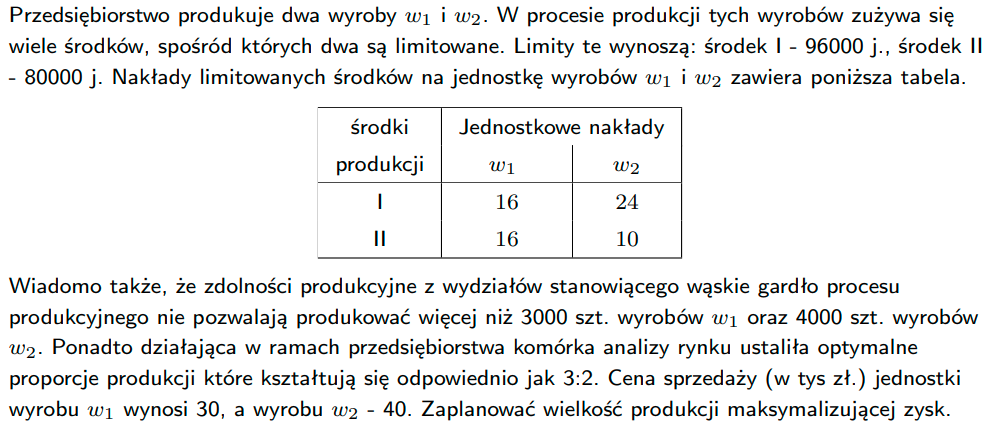 Przedsiębiorstwo produkuje dwa wyroby w₁ i w₂. W procesie produkcji tych wyrobów zużywa się
wiele środków, spośród których dwa są limitowane. Limity te wynoszą: środek I - 96000 j., środek II
- 80000 j. Nakłady limitowanych środków na jednostkę wyrobów w₁ i w₂ zawiera poniższa tabela.
środki Jednostkowe nakłady
produkcji w₁ w₂
I 16 24
II 16 10
Wiadomo także, że zdolności produkcyjne z wydziałów stanowiącego wąskie gardło procesu
produkcyjnego nie pozwalają produkować więcej niż 3000 szt. wyrobów w₁ oraz 4000 szt. wyrobów
w₂. Ponadto działająca w ramach przedsiębiorstwa komórka analizy rynku ustaliła optymalne
proporcje produkcji które kształtują się odpowiednio jak 3:2. Cena sprzedaży (w tys zł.) jednostki
wyrobu w₁ wynosi 30, a wyrobu w₂ - 40. Zaplanować wielkość produkcji maksymalizującej zysk.